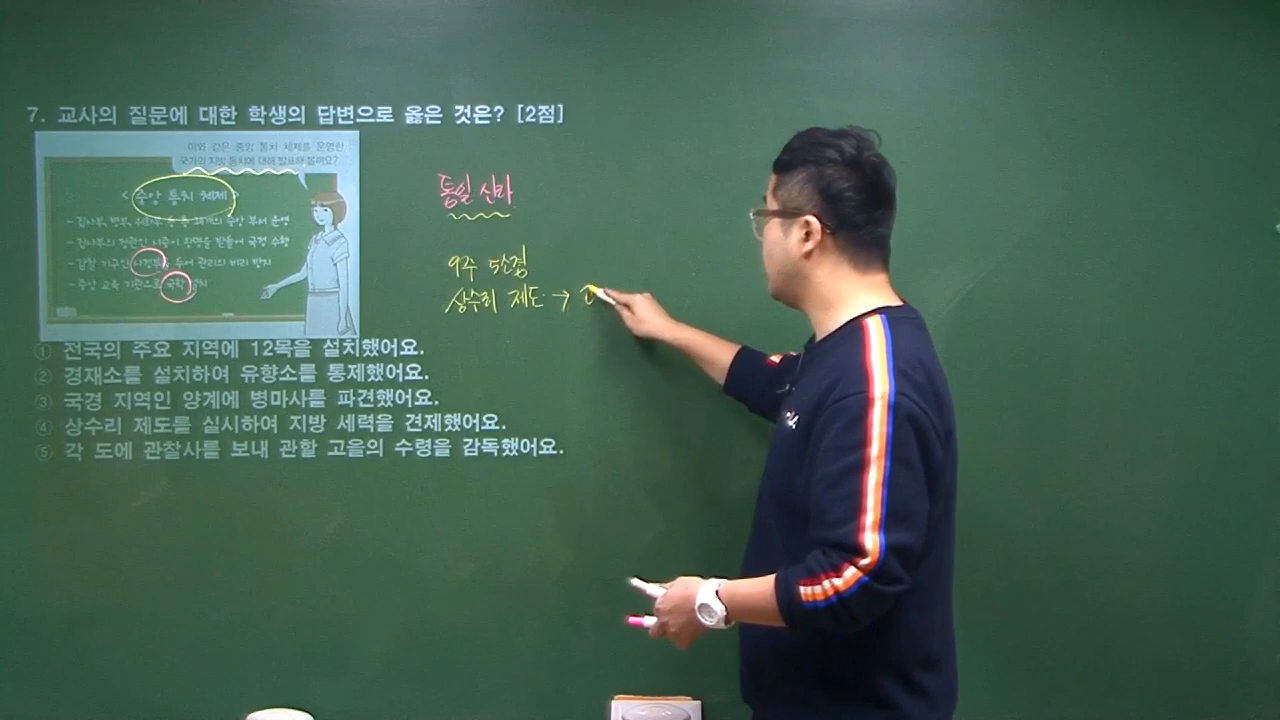 7. 교사의 질문에 대한 학생의 답변으로 옳은 것은? [2점]
이와 같은 중앙 통치 체제를 운영한
국가의 지방 통치에 대해 발표해 볼까요?
< 중앙 통치 체제 >
- 집사부, 병부, 위화부 등 총 14개의 중앙 부서 운영
- 집사부의 장관인 시중이 왕명을 받들어 국정 수행
- 감찰 기구인 사정부를 두어 관리의 비리 방지
- 중앙 교육 기관으로 국학 설치
통일 신라
9주 5소경
상수리 제도 →
① 전국의 주요 지역에 12목을 설치했어요.
② 경재소를 설치하여 유향소를 통제했어요.
③ 국경 지역인 양계에 병마사를 파견했어요.
④ 상수리 제도를 실시하여 지방 세력을 견제했어요.
⑤ 각 도에 관찰사를 보내 관할 고을의 수령을 감독했어요.